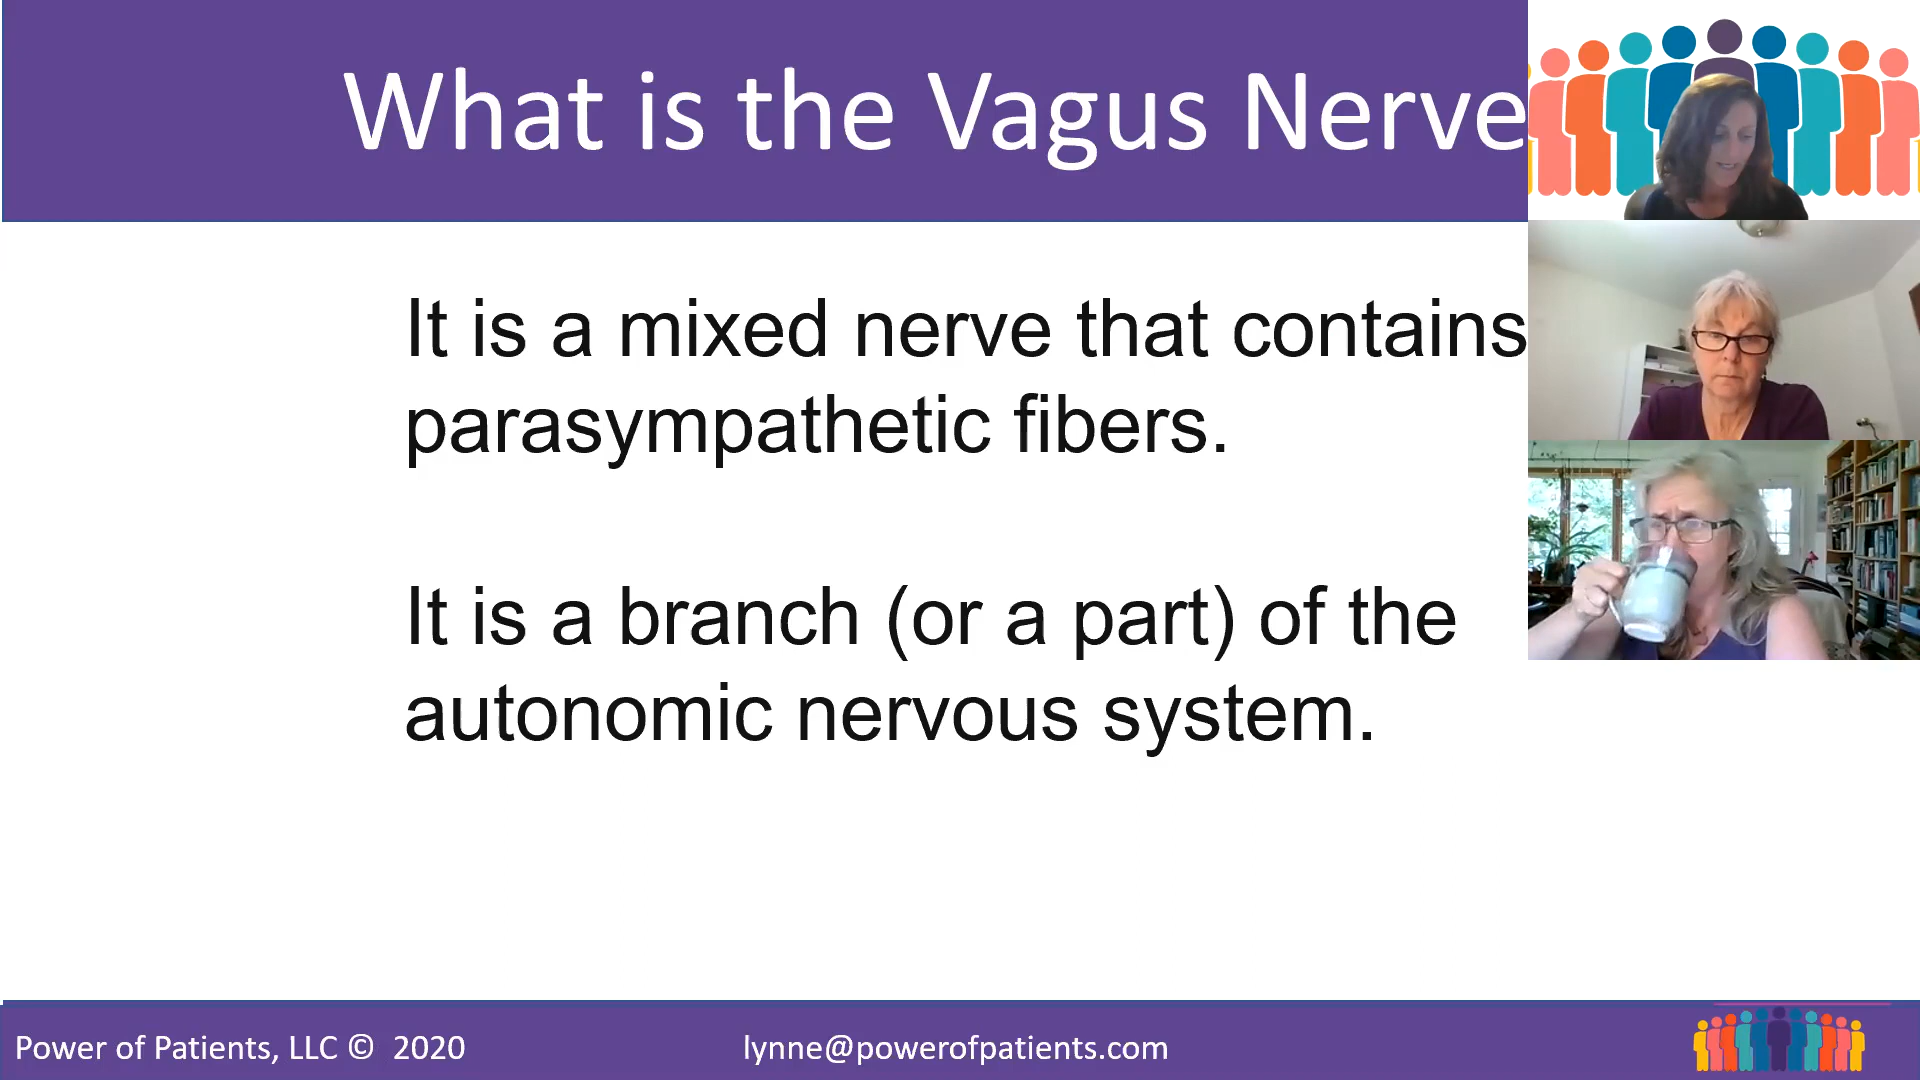 What is the Vagus Nerve
It is a mixed nerve that contains
parasympathetic fibers.
It is a branch (or a part) of the
autonomic nervous system.
Power of Patients, LLC © 2020
lynne@powerofpatients.com